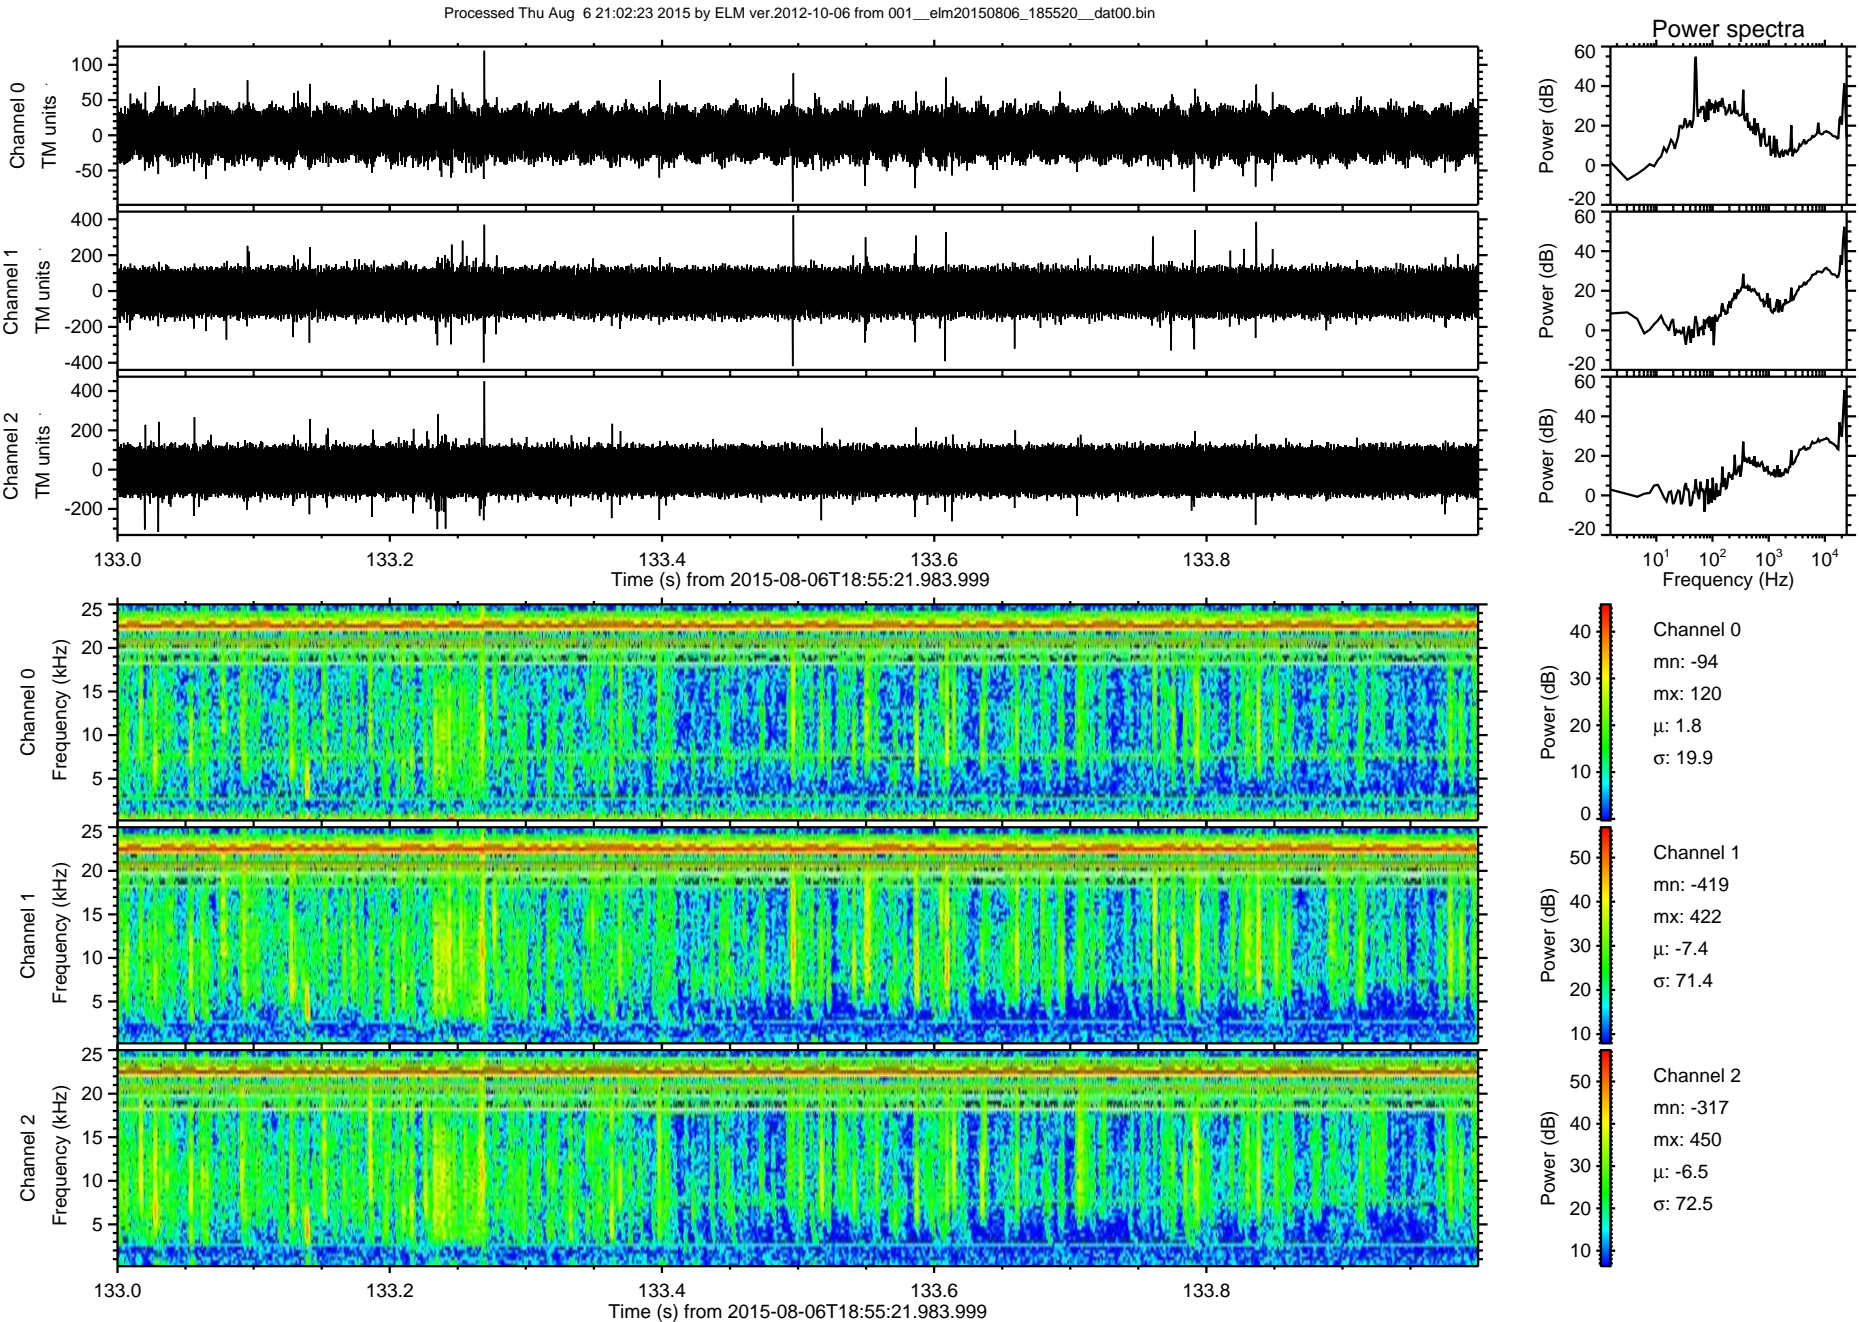 Processed Thu Aug  6 21:02:23 2015 by ELM ver.2012-10-06 from 001__elm20150806_185520__dat00.bin
Power spectra
Channel 0
TM units
100
50
0
-50
Power (dB)
60
40
20
0
-20
Channel 1
TM units
400
200
0
-200
-400
Power (dB)
60
40
20
0
-20
Channel 2
TM units
400
200
0
-200
Power (dB)
60
40
20
0
-20
133.0 133.2 133.4 133.6 133.8
Time (s) from 2015-08-06T18:55:21.983.999
10¹ 10² 10³ 10⁴
Frequency (Hz)
Channel 0
Frequency (kHz)
25
20
15
10
5
Power (dB)
40
30
20
10
0
Channel 0
mn: -94
mx: 120
µ: 1.8
σ: 19.9
Channel 1
Frequency (kHz)
25
20
15
10
5
Power (dB)
50
40
30
20
10
Channel 1
mn: -419
mx: 422
µ: -7.4
σ: 71.4
Channel 2
Frequency (kHz)
25
20
15
10
5
Power (dB)
50
40
30
20
10
Channel 2
mn: -317
mx: 450
µ: -6.5
σ: 72.5
133.0 133.2 133.4 133.6 133.8
Time (s) from 2015-08-06T18:55:21.983.999